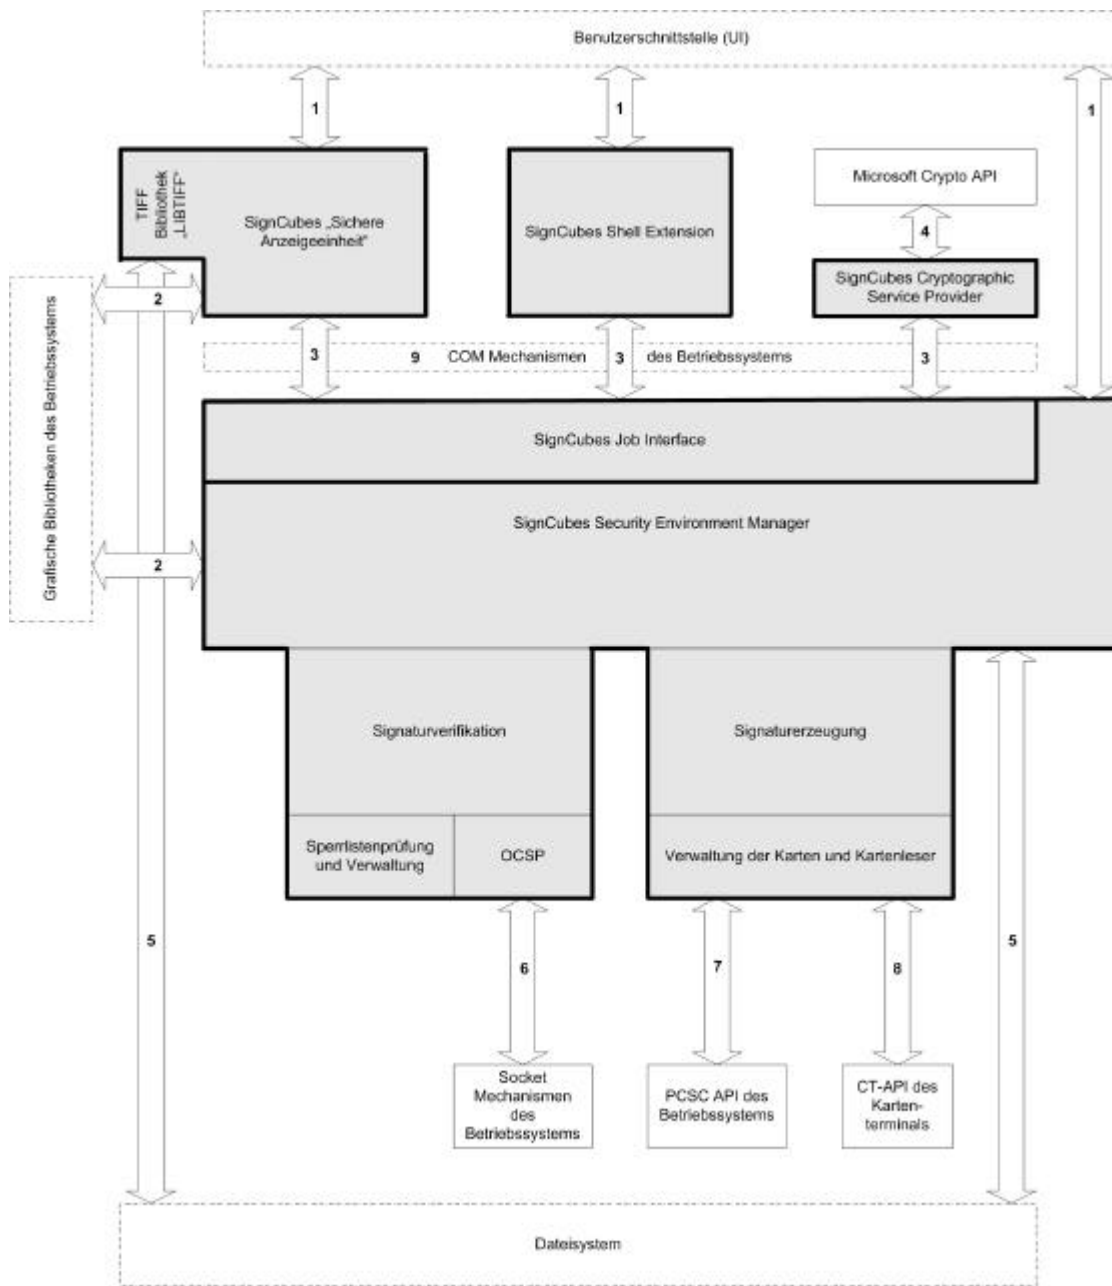 Benutzerschnittstelle (UI)
1
1
1
TIFF
Bibliothek
„LIBTIFF“
SignCubes „Sichere
Anzeigeeinheit“
SignCubes Shell Extension
Microsoft Crypto API
4
SignCubes Cryptographic
Service Provider
Grafische Bibliotheken des Betriebssystems
2
3
9
COM Mechanismen
3
des Betriebssystems
3
SignCubes Job Interface
SignCubes Security Environment Manager
2
Signaturverifikation
Signaturerzeugung
Sperrlistenprüfung
und Verwaltung
OCSP
Verwaltung der Karten und Kartenleser
5
6
7
8
5
Socket
Mechanismen
des
Betriebssystems
PCSC API des
Betriebssystems
CT-API des
Karten-
terminals
Dateisystem